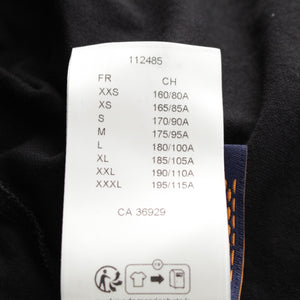 112485
FR CH
XXS 160/80A
XS 165/85A
S 170/90A
M 175/95A
L 180/100A
XL 185/105A
XXL 190/110A
XXXL 195/115A
CA 36929